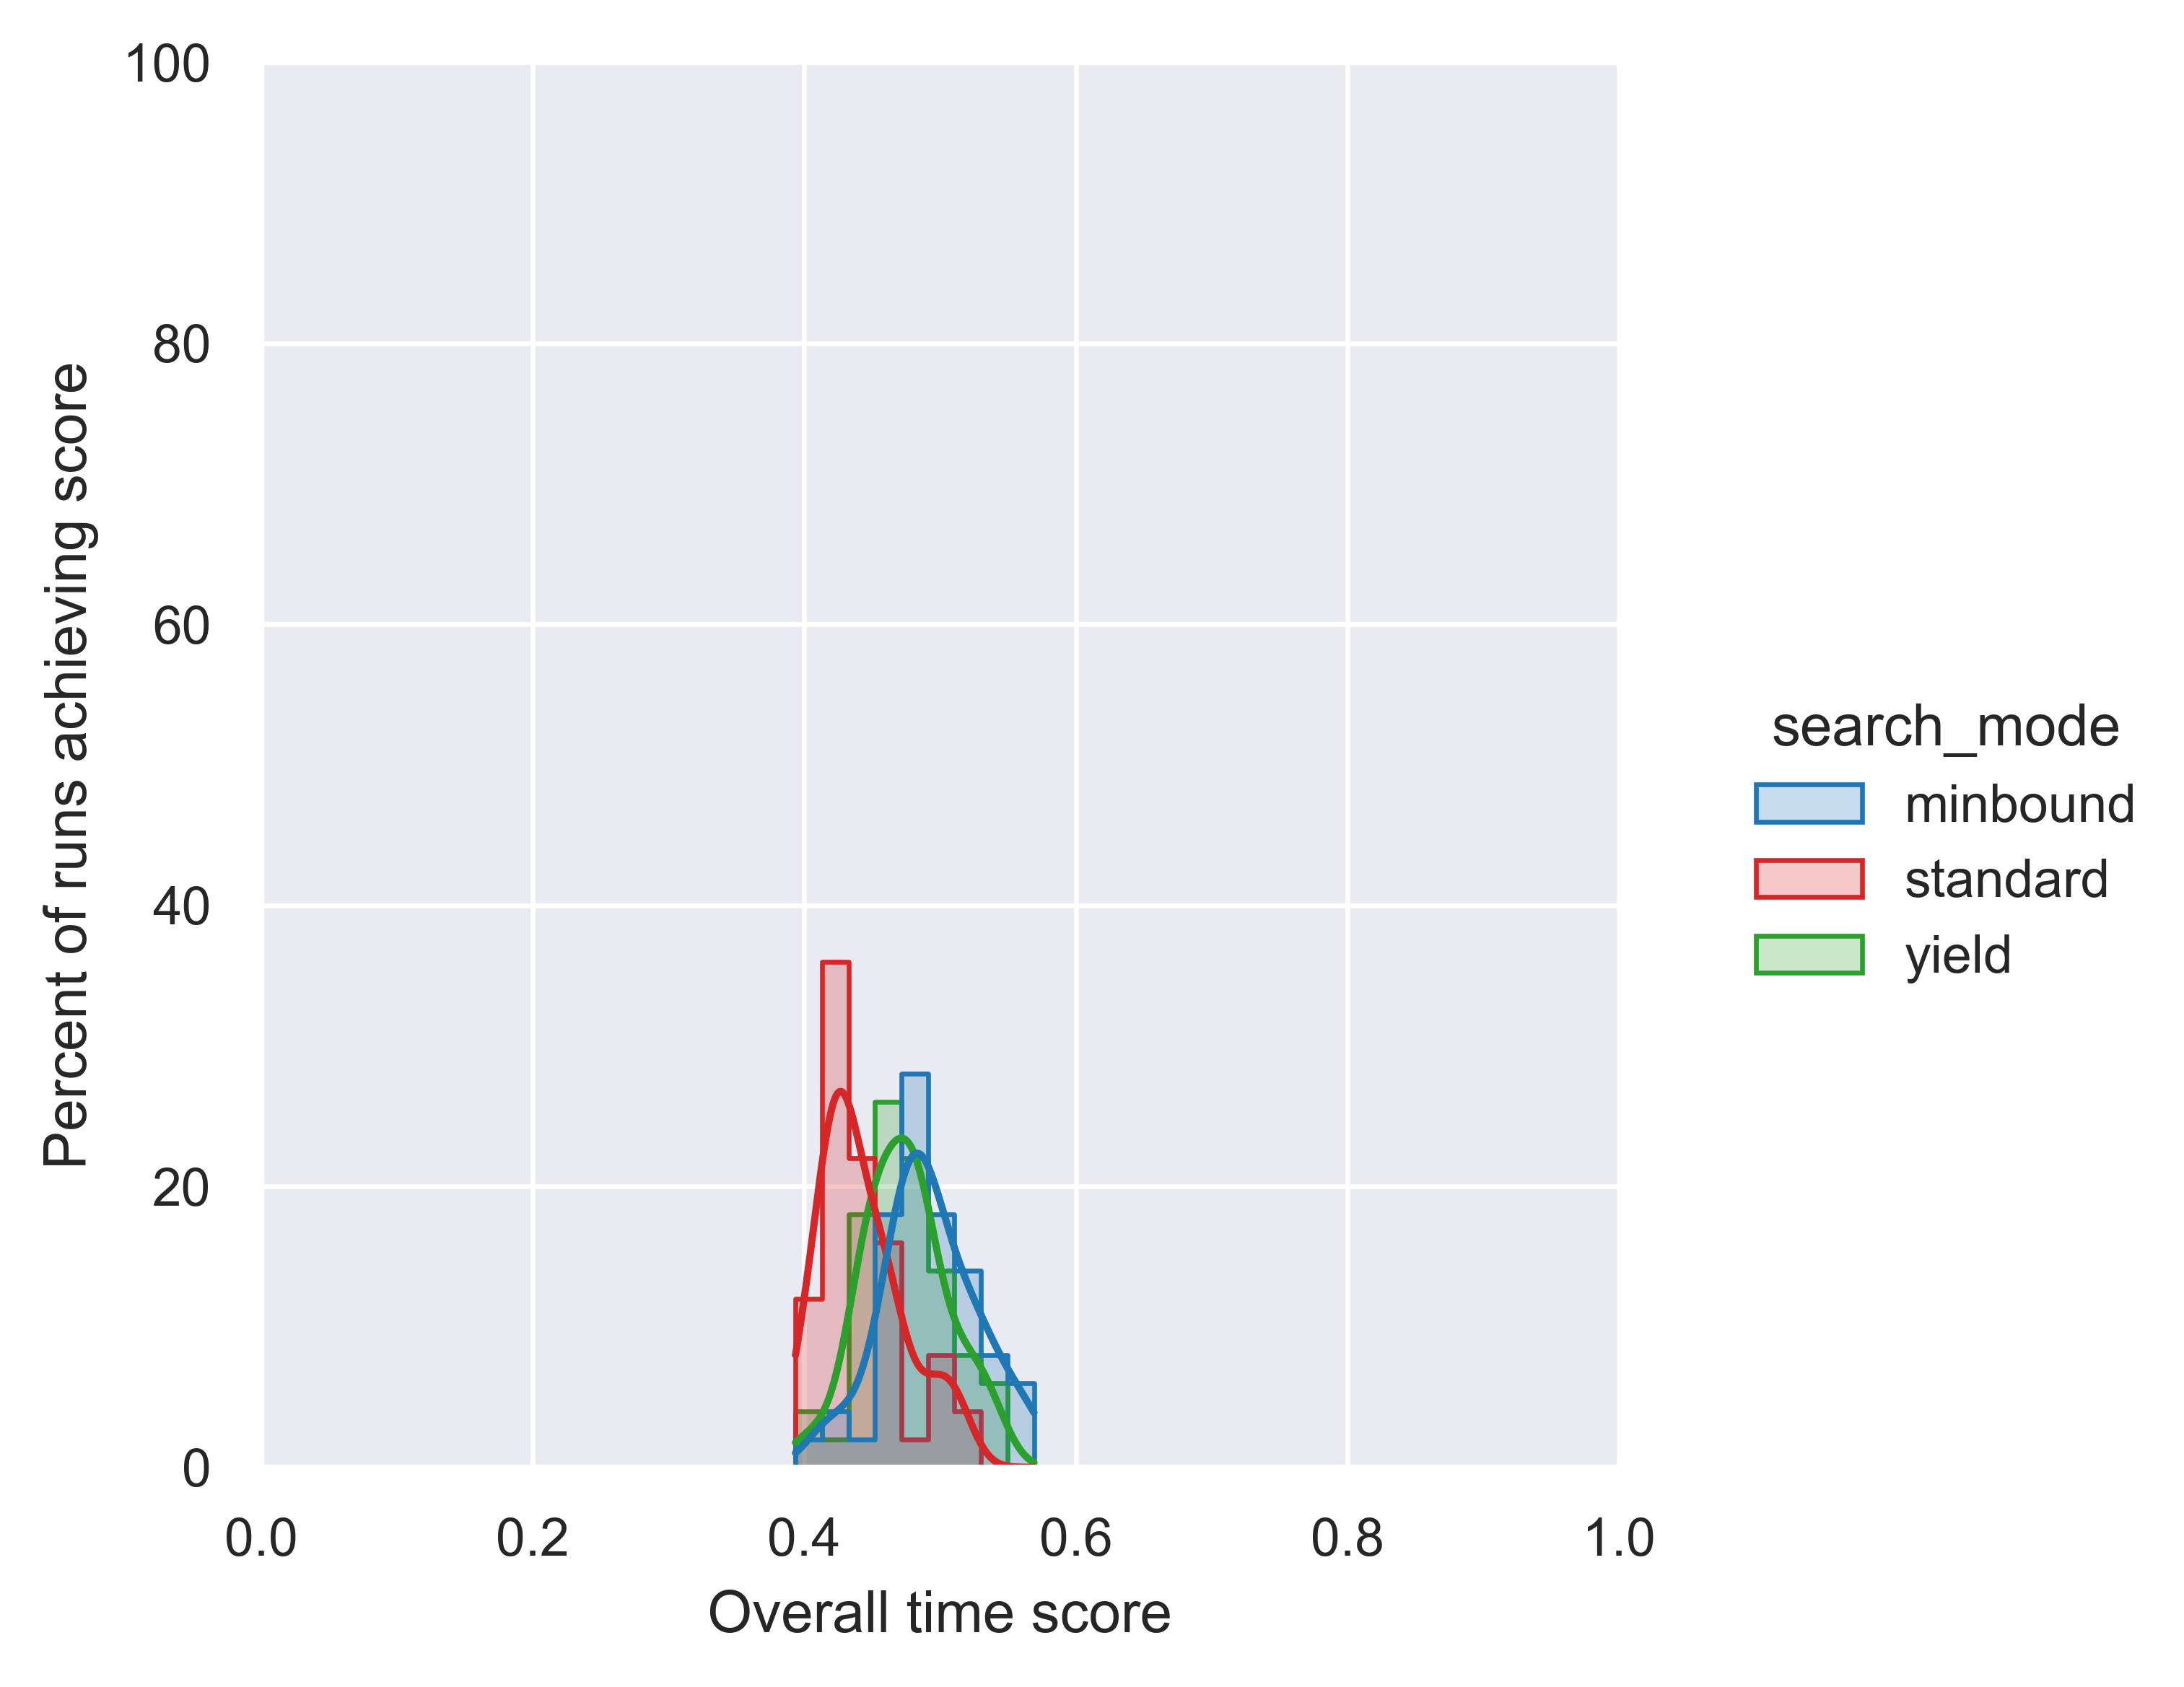 100
80
60
40
20
0
Percent of runs achieving score
0.0 0.2 0.4 0.6 0.8 1.0
Overall time score
search_mode
minbound
standard
yield